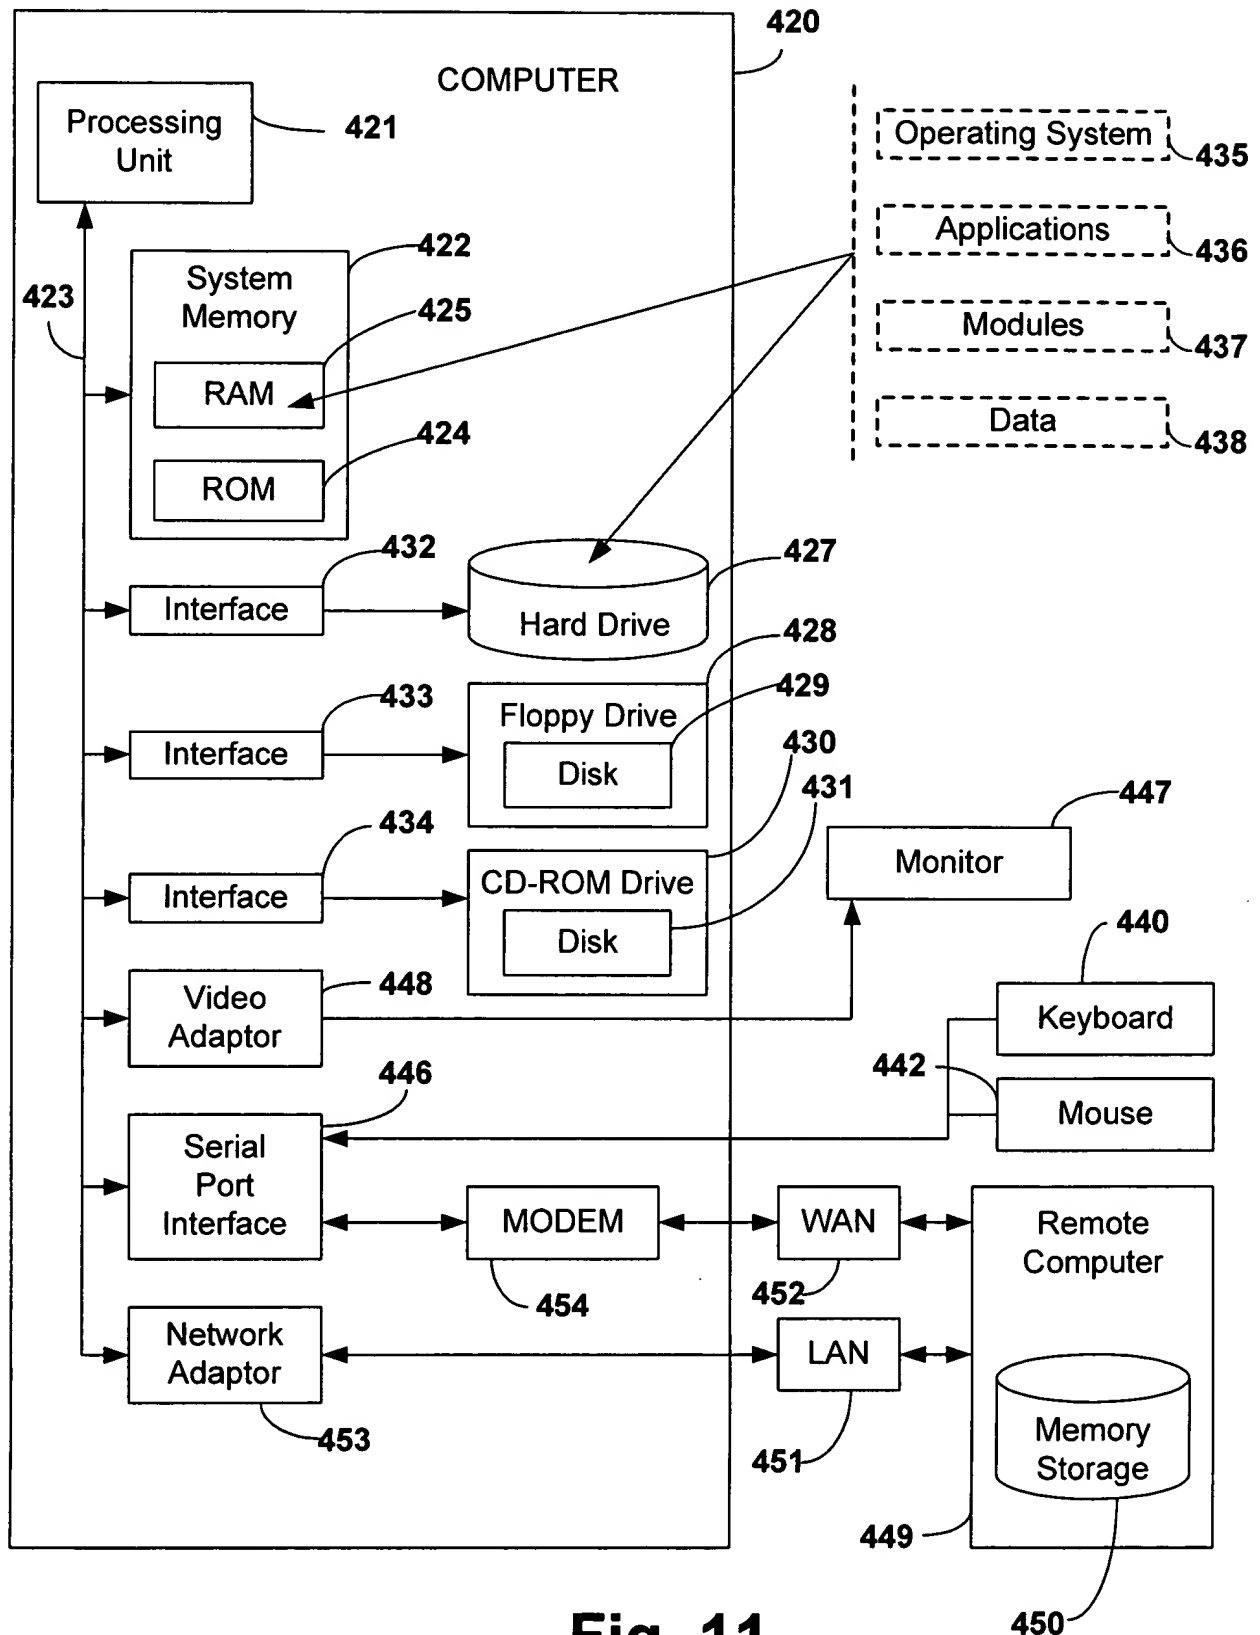 420
COMPUTER
Processing
Unit
421
Operating System
435
Applications
436
Modules
437
Data
438
422
System
Memory
423
425
RAM
424
ROM
432
Interface
427
Hard Drive
428
433
429
Floppy Drive
Interface
Disk
430
431
434
447
Monitor
Interface
CD-ROM Drive
Disk
440
448
Video
Adaptor
Keyboard
442
446
Mouse
Serial
Port
Interface
MODEM
WAN
Remote
Computer
454
452
Network
Adaptor
LAN
453
451
Memory
Storage
449
450
Fig. 11